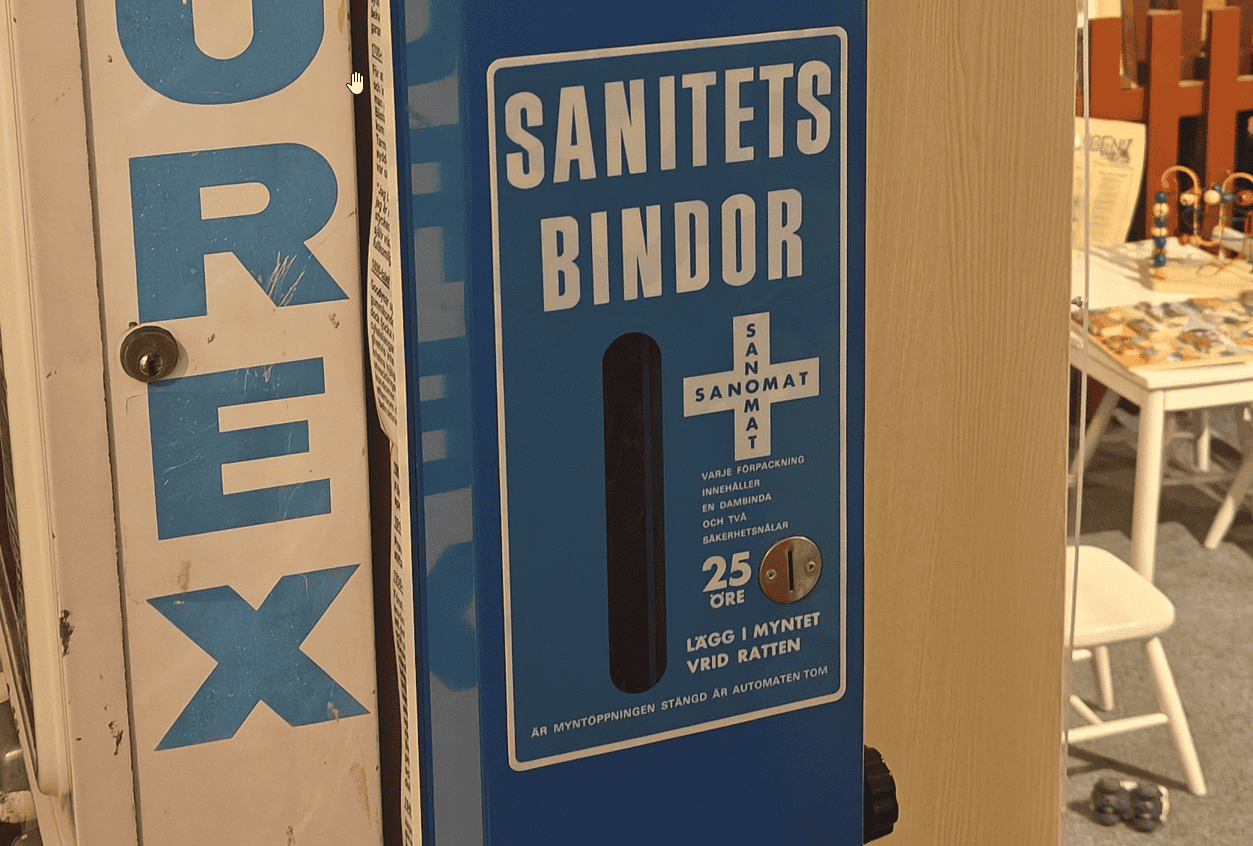 UREX
SANITETS
BINDOR
SANOMAT
SANOMAT
VARJE FÖRPACKNING
INNEHÅLLER
EN DAMBINDA
OCH TVÅ
SÄKERHETSNÅLAR
25
ÖRE
LÄGG I MYNTET
VRID RATTEN
ÄR MYNTÖPPNINGEN STÄNGD ÄR AUTOMATEN TOM